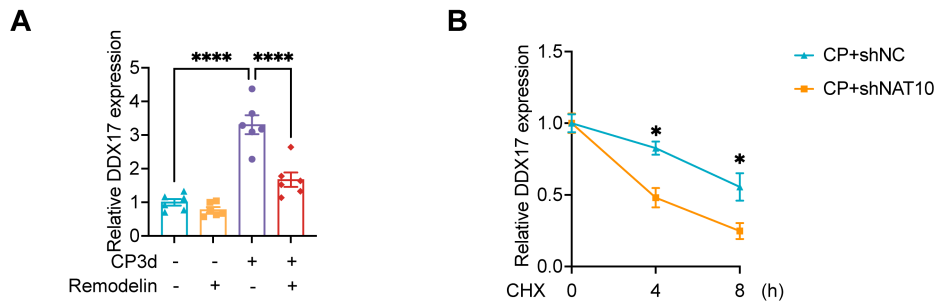 A
Relative DDX17 expression
5
4
3
2
1
0
**** ****
CP3d - - + +
Remodelin - + - +
B
Relative DDX17 expression
1.5
1.0
0.5
0.0
* *
CHX 0 4 8 (h)
CP+shNC
CP+shNAT10